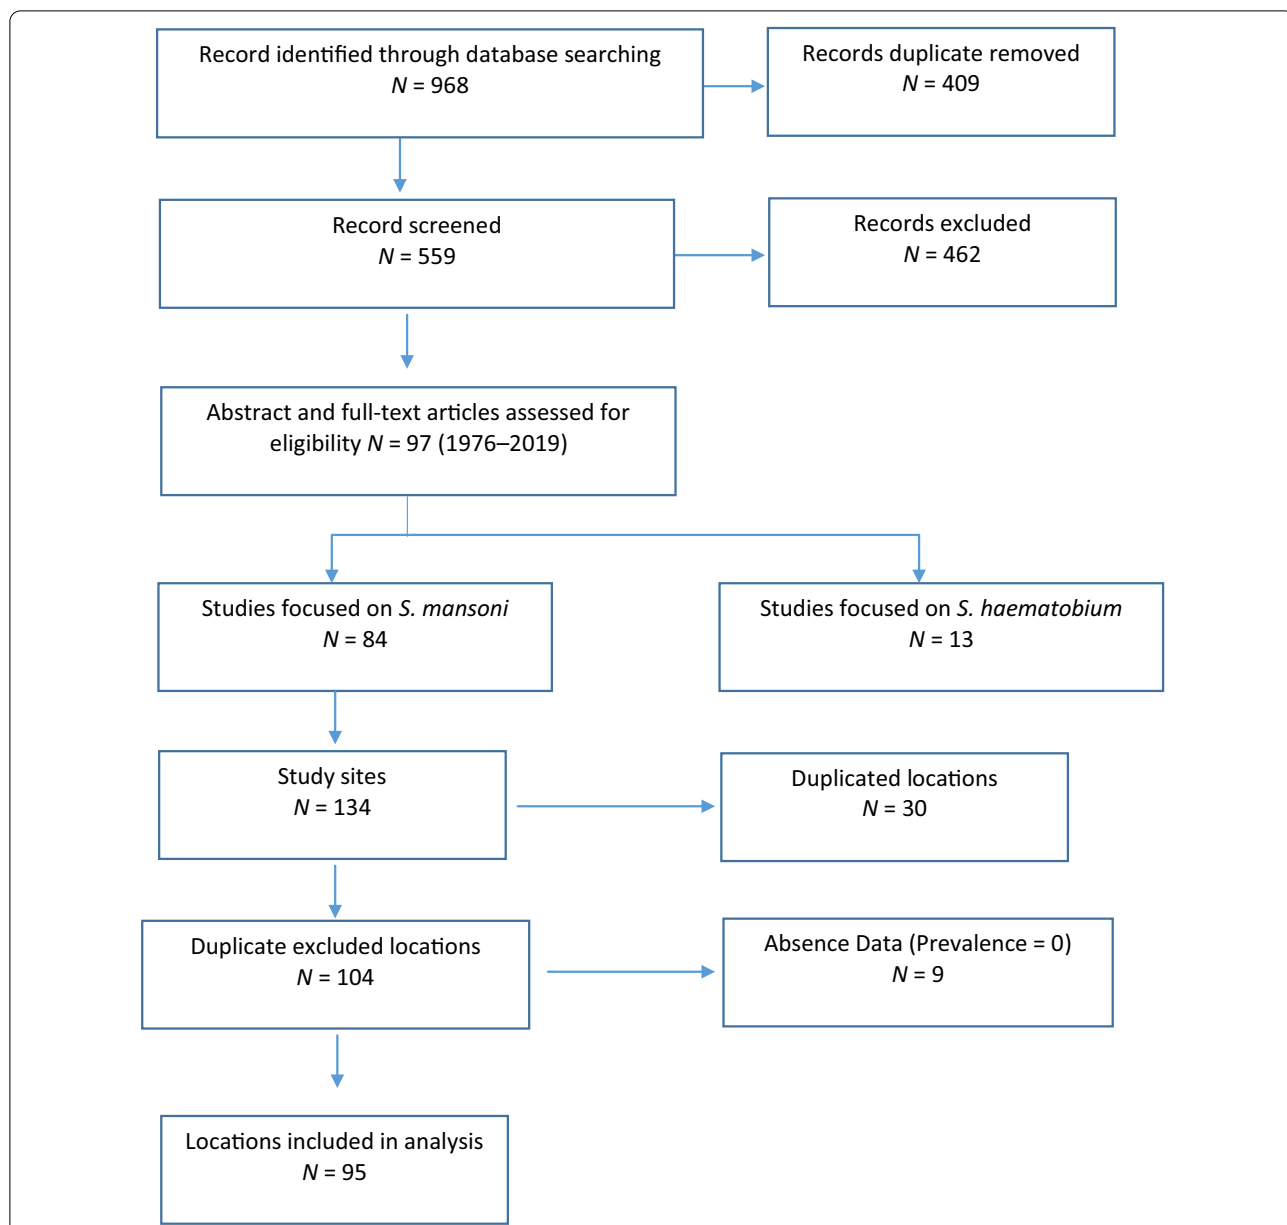 Record identified through database searching
N = 968
Records duplicate removed
N = 409
Record screened
N = 559
Records excluded
N = 462
Abstract and full-text articles assessed for
eligibility N = 97 (1976–2019)
Studies focused on S. mansoni
N = 84
Studies focused on S. haematobium
N = 13
Study sites
N = 134
Duplicated locations
N = 30
Duplicate excluded locations
N = 104
Absence Data (Prevalence = 0)
N = 9
Locations included in analysis
N = 95